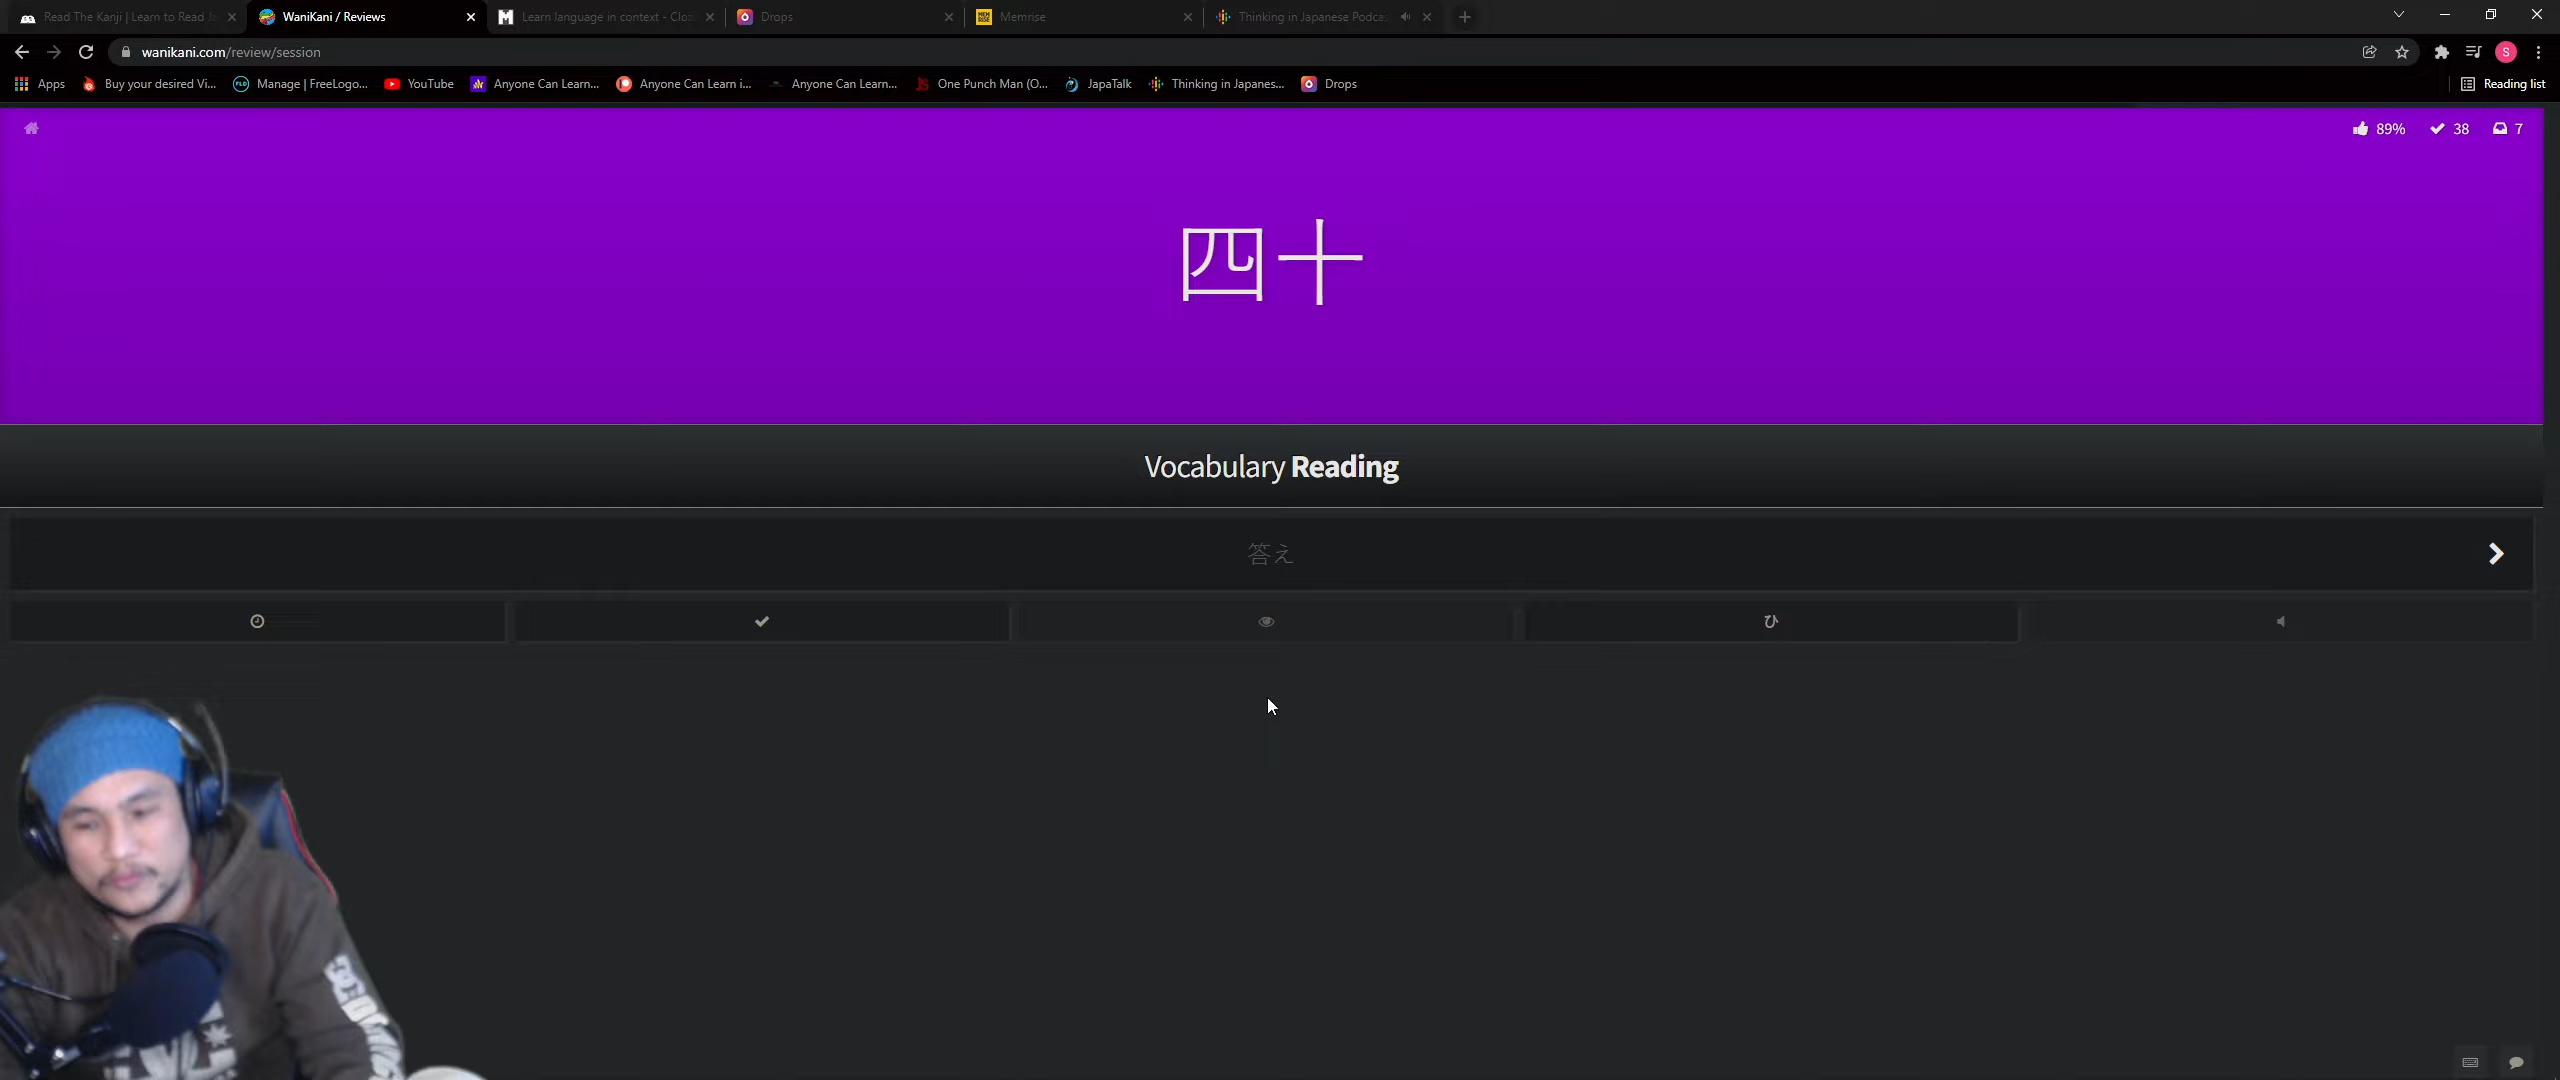 Read The Kanji | Learn to Read Ja
WaniKani / Reviews
Learn language in context - Cloz
Drops
Memrise
Thinking in Japanese Podca
wanikani.com/review/session
S
Apps
Buy your desired Vi...
Manage | FreeLogo...
YouTube
Anyone Can Learn...
Anyone Can Learn i...
Anyone Can Learn...
One Punch Man (O...
JapaTalk
Thinking in Japanes...
Drops
Reading list
89%
38
7
四十
Vocabulary Reading
答え
ひ